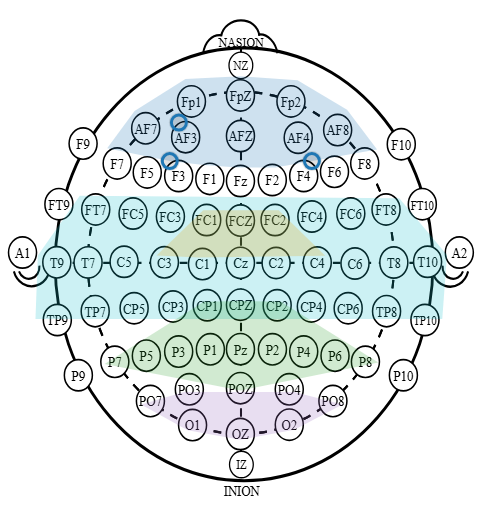 NASION
NZ
Fp1 FpZ Fp2
AF7 AF3 AFZ AF4 AF8
F9 F10
F7 F5 F3 F1 Fz F2 F4 F6 F8
FT9 FT7 FC5 FC3 FC1 FCZ FC2 FC4 FC6 FT8 FT10
A1 T9 T7 C5 C3 C1 Cz C2 C4 C6 T8 T10 A2
TP9 TP7 CP5 CP3 CP1 CPZ CP2 CP4 CP6 TP8 TP10
P7 P5 P3 P1 Pz P2 P4 P6 P8
P9 P10
PO7 PO3 POZ PO4 PO8
O1 OZ O2
IZ
INION